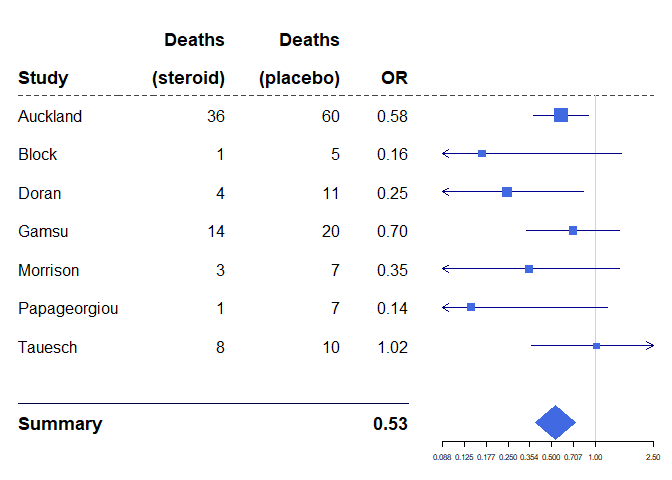 Deaths Deaths
Study (steroid) (placebo) OR
Auckland 36 60 0.58
Block 1 5 0.16
Doran 4 11 0.25
Gamsu 14 20 0.70
Morrison 3 7 0.35
Papageorgiou 1 7 0.14
Tauesch 8 10 1.02
Summary 0.53
0.088 0.125 0.177 0.250 0.354 0.500 0.707 1.00 2.50